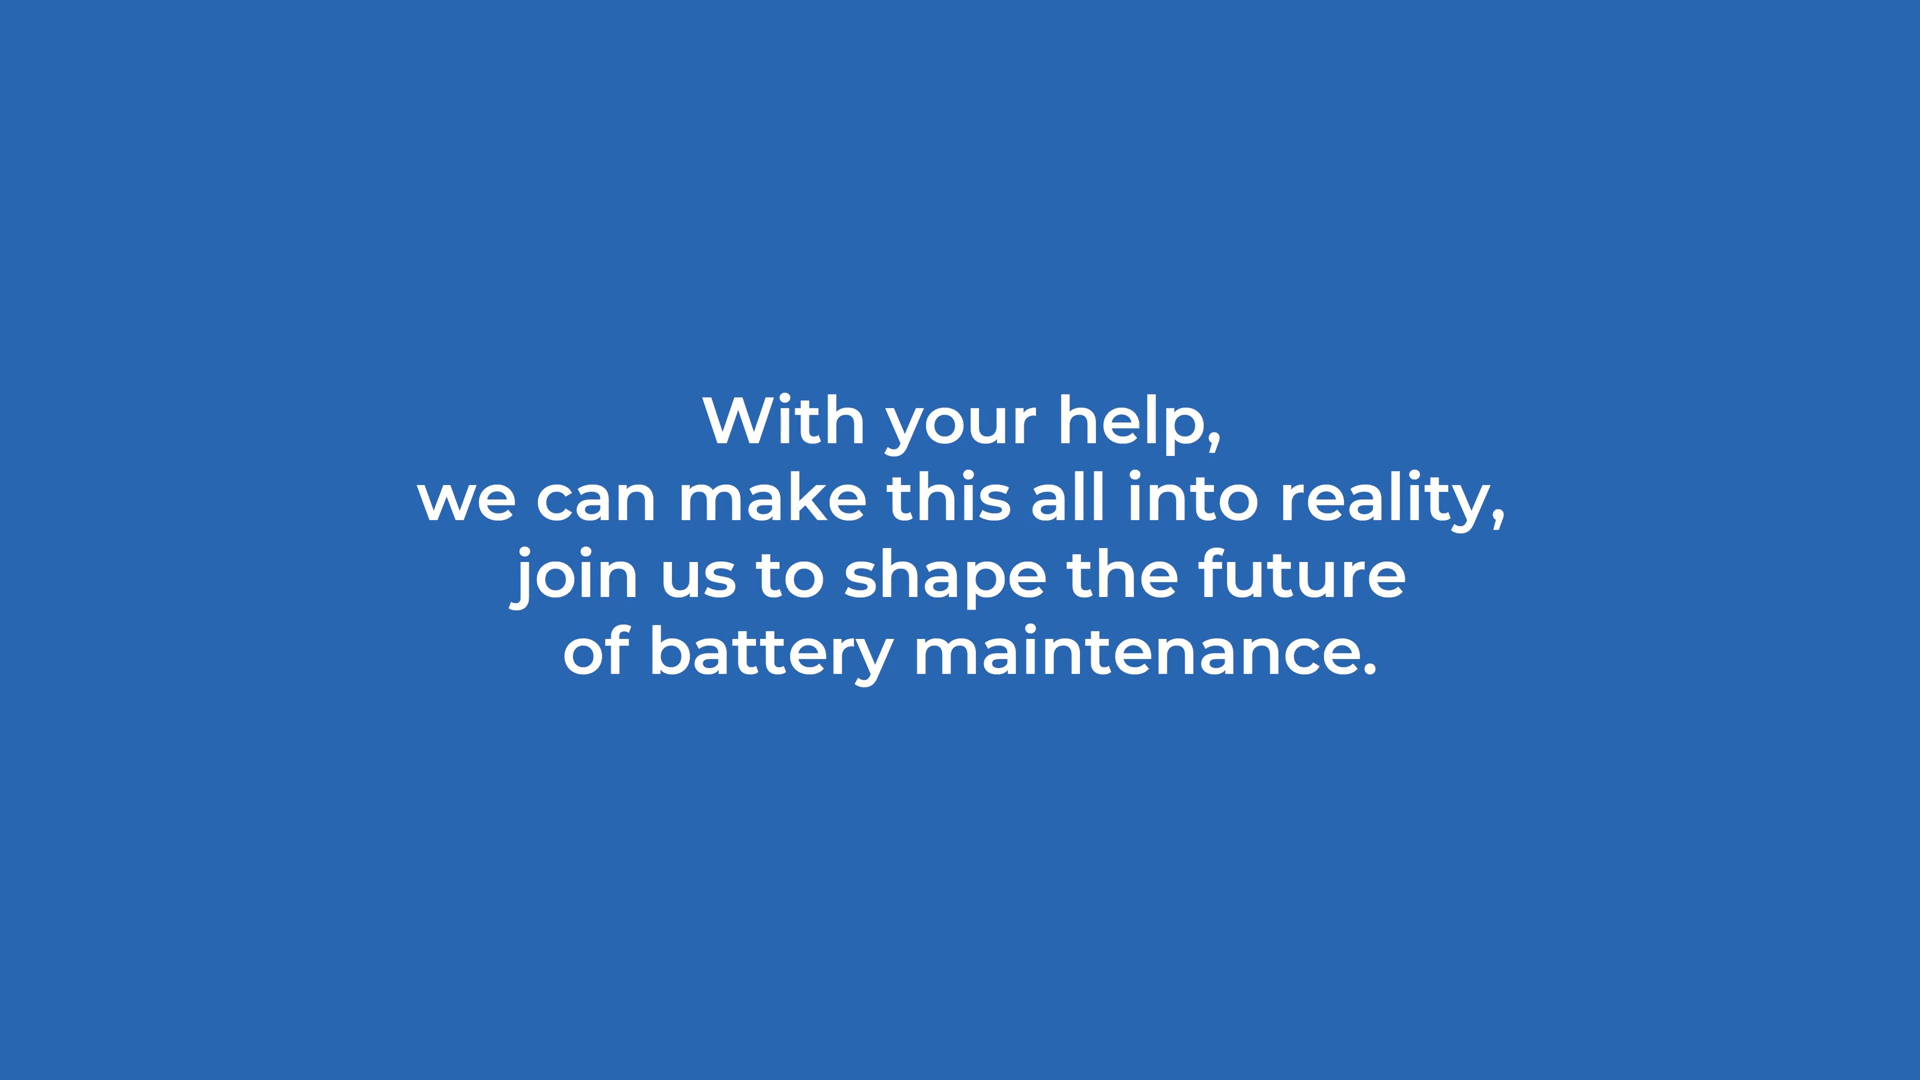 With your help,
we can make this all into reality,
join us to shape the future
of battery maintenance.